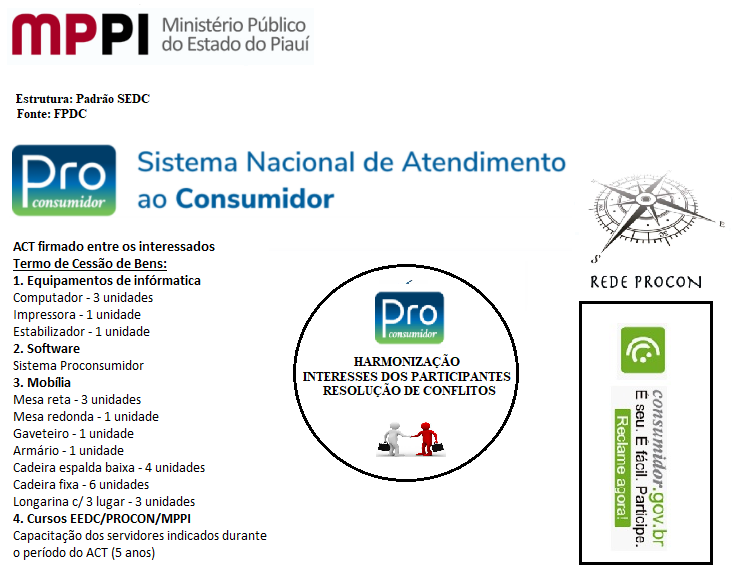 MPPI Ministério Público
do Estado do Piauí
Estrutura: Padrão SEDC
Fonte: FPDC
Pro
consumidor
Sistema Nacional de Atendimento
ao Consumidor
E
S
REDE PROCON
ACT firmado entre os interessados
Termo de Cessão de Bens:
1. Equipamentos de infórmatica
Computador - 3 unidades
Impressora - 1 unidade
Estabilizador - 1 unidade
2. Software
Sistema Proconsumidor
3. Mobília
Mesa reta - 3 unidades
Mesa redonda - 1 unidade
Gaveteiro - 1 unidade
Armário - 1 unidade
Cadeira espalda baixa - 4 unidades
Cadeira fixa - 6 unidades
Longarina c/ 3 lugar - 3 unidades
4. Cursos EEDC/PROCON/MPPI
Capacitação dos servidores indicados durante
o período do ACT (5 anos)
Pro
consumidor
HARMONIZAÇÃO
INTERESSES DOS PARTICIPANTES
RESOLUÇÃO DE CONFLITOS
consumidor.gov.br
É seu. É fácil. Participe.
Reclame agora!